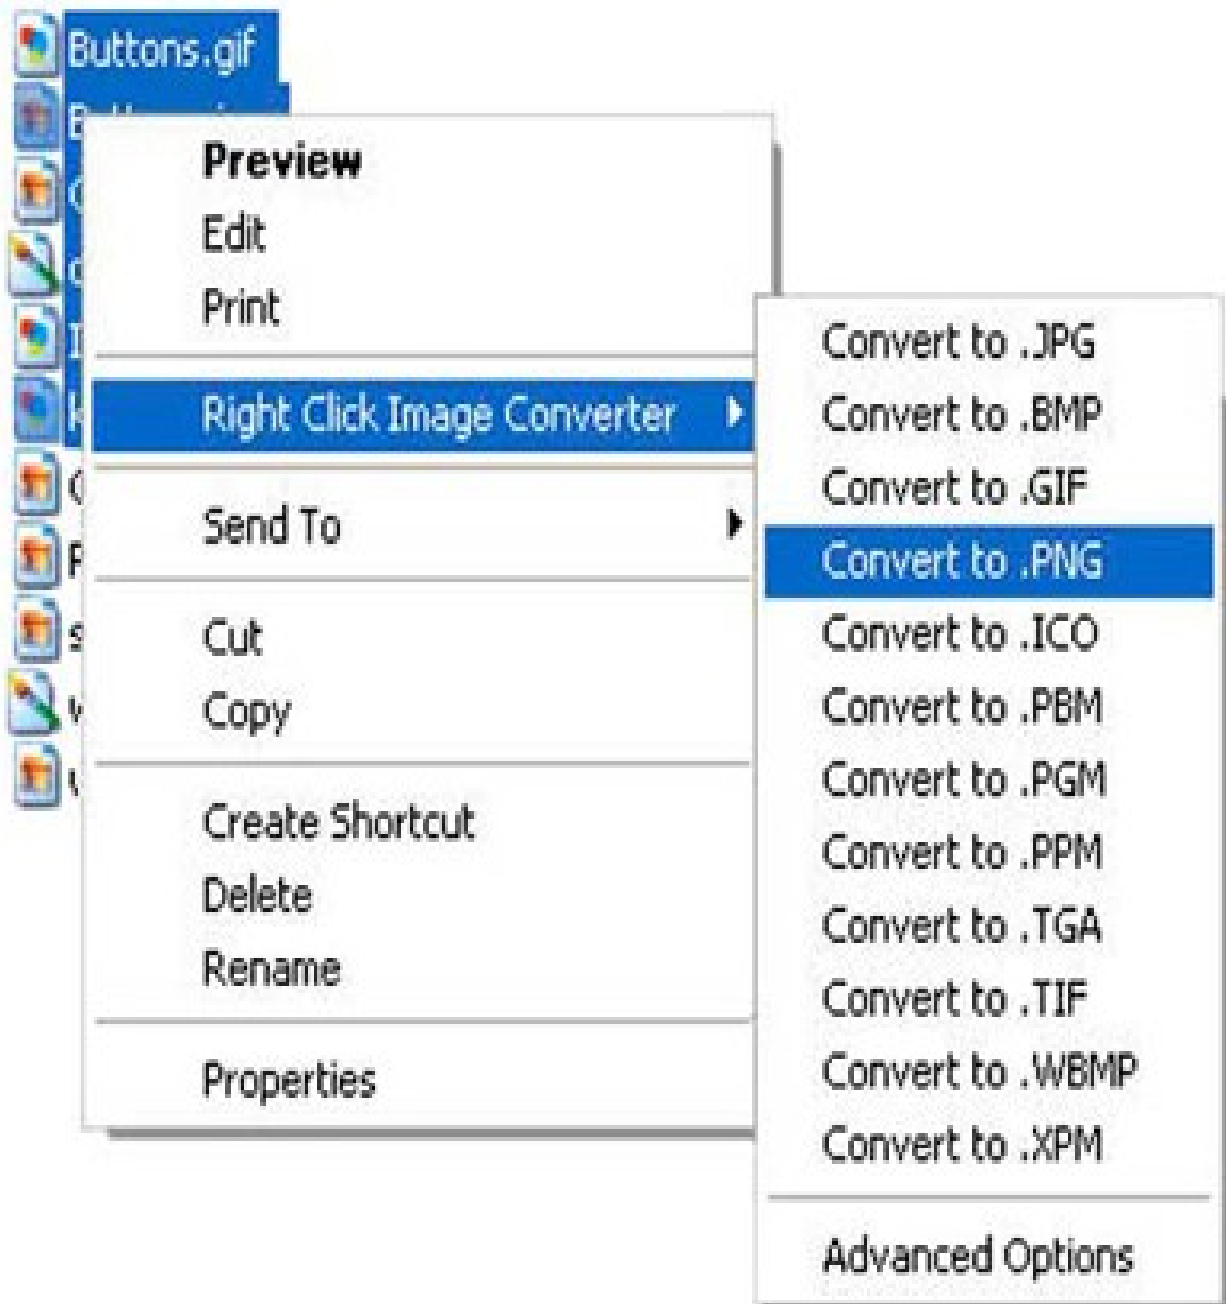 Buttons.gif
Preview
Edit
Print
Right Click Image Converter
Send To
Cut
Copy
Create Shortcut
Delete
Rename
Properties
Convert to .JPG
Convert to .BMP
Convert to .GIF
Convert to .PNG
Convert to .ICO
Convert to .PBM
Convert to .PGM
Convert to .PPM
Convert to .TGA
Convert to .TIF
Convert to .WBMP
Convert to .XPM
Advanced Options